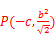 P(−c, b²/√2)